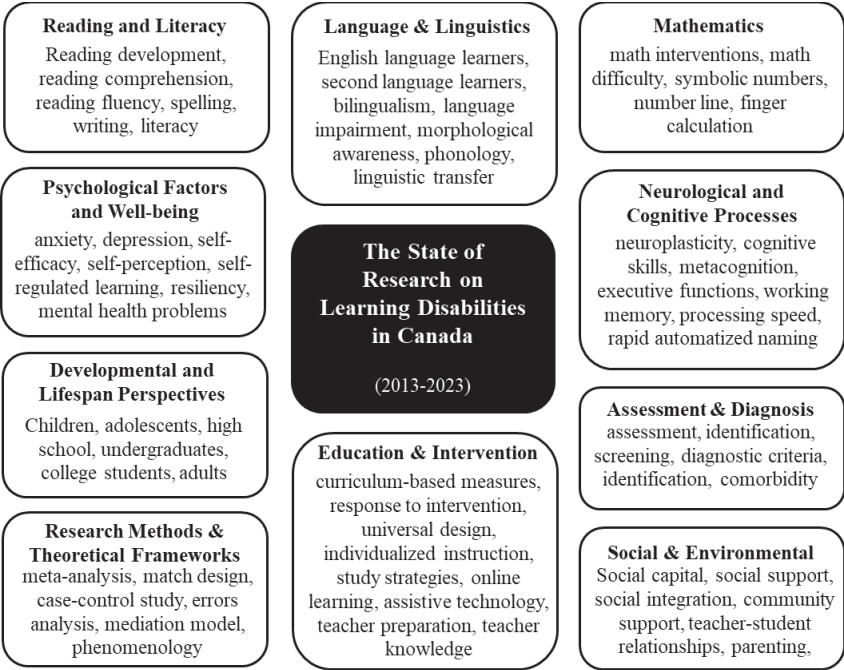 Reading and Literacy
Reading development,
reading comprehension,
reading fluency, spelling,
writing, literacy
Psychological Factors
and Well-being
anxiety, depression, self-
efficacy, self-perception, self-
regulated learning, resiliency,
mental health problems
Developmental and
Lifespan Perspectives
Children, adolescents, high
school, undergraduates,
college students, adults
Research Methods &
Theoretical Frameworks
meta-analysis, match design,
case-control study, errors
analysis, mediation model,
phenomenology
Language & Linguistics
English language learners,
second language learners,
bilingualism, language
impairment, morphological
awareness, phonology,
linguistic transfer
The State of
Research on
Learning Disabilities
in Canada
(2013-2023)
Education & Intervention
curriculum-based measures,
response to intervention,
universal design,
individualized instruction,
study strategies, online
learning, assistive technology,
teacher preparation, teacher
knowledge
Mathematics
math interventions, math
difficulty, symbolic numbers,
number line, finger
calculation
Neurological and
Cognitive Processes
neuroplasticity, cognitive
skills, metacognition,
executive functions, working
memory, processing speed,
rapid automatized naming
Assessment & Diagnosis
assessment, identification,
screening, diagnostic criteria,
identification, comorbidity
Social & Environmental
Social capital, social support,
social integration, community
support, teacher-student
relationships, parenting,